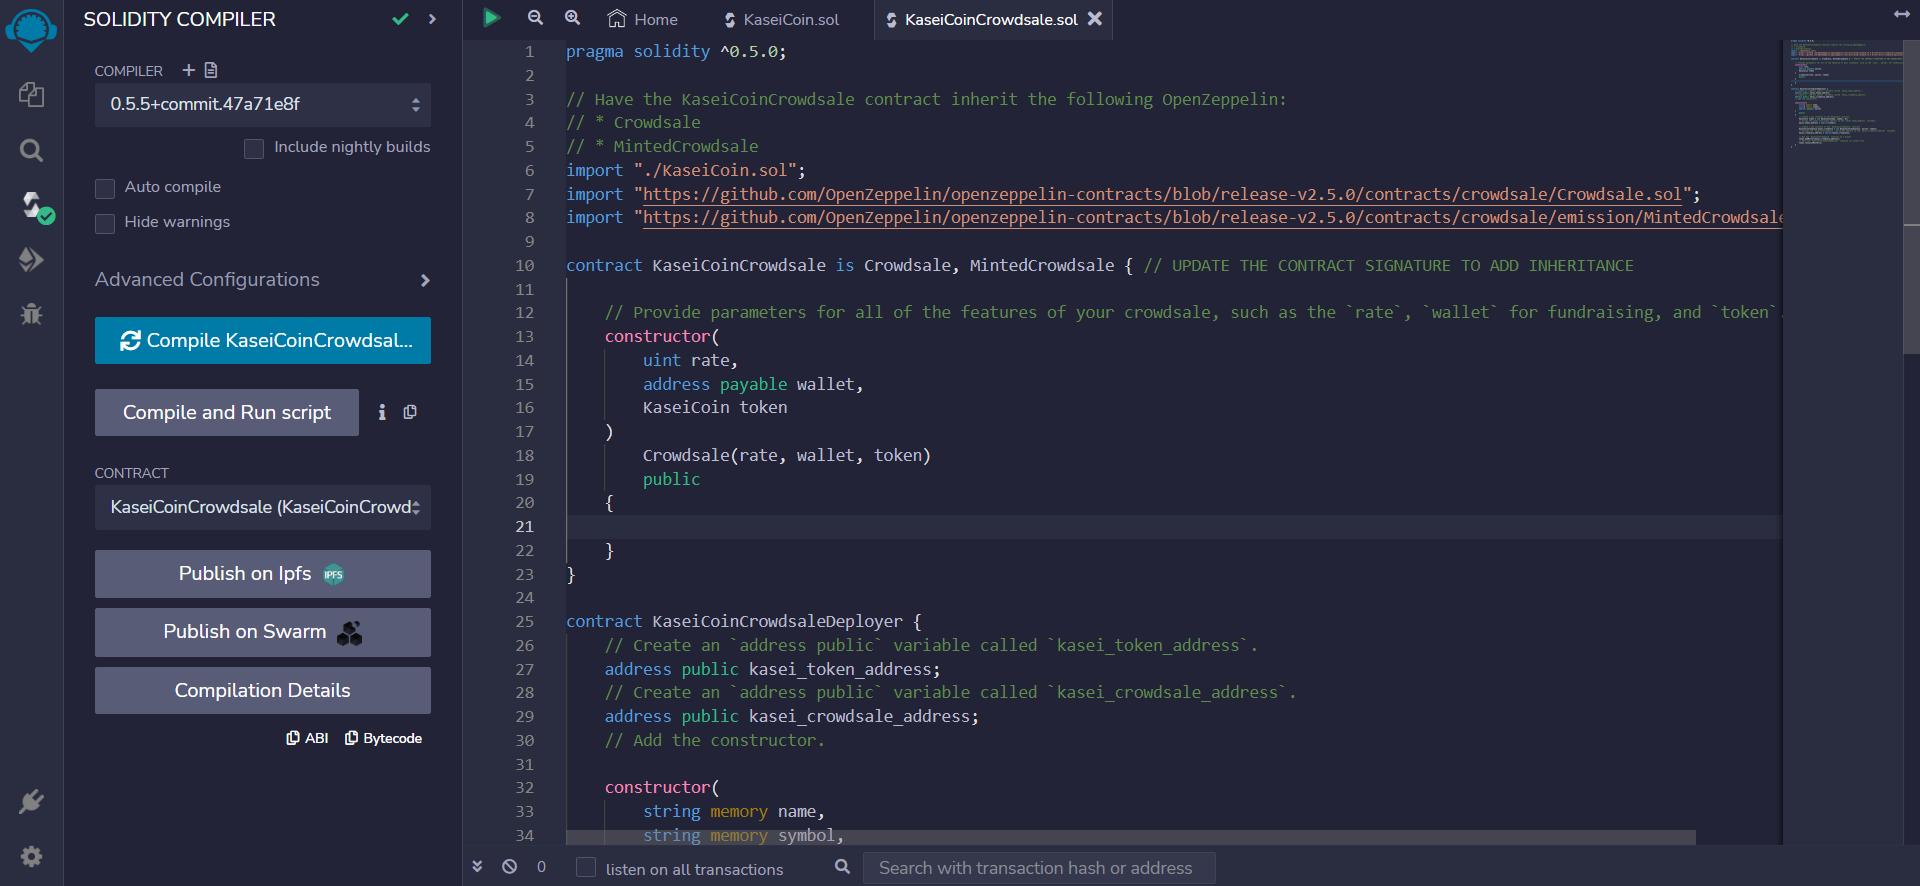 SOLIDITY COMPILER
COMPILER
0.5.5+commit.47a71e8f
Include nightly builds
Auto compile
Hide warnings
Advanced Configurations
Compile KaseiCoinCrowdsal...
Compile and Run script
CONTRACT
KaseiCoinCrowdsale (KaseiCoinCrowd
Publish on Ipfs
IPFS
Publish on Swarm
Compilation Details
ABI Bytecode
Home KaseiCoin.sol KaseiCoinCrowdsale.sol
1 pragma solidity ^0.5.0;
2
3 // Have the KaseiCoinCrowdsale contract inherit the following OpenZeppelin:
4 // * Crowdsale
5 // * MintedCrowdsale
6 import "./KaseiCoin.sol";
7 import "https://github.com/OpenZeppelin/openzeppelin-contracts/blob/release-v2.5.0/contracts/crowdsale/Crowdsale.sol";
8 import "https://github.com/OpenZeppelin/openzeppelin-contracts/blob/release-v2.5.0/contracts/crowdsale/emission/MintedCrowdsale
9
10 contract KaseiCoinCrowdsale is Crowdsale, MintedCrowdsale { // UPDATE THE CONTRACT SIGNATURE TO ADD INHERITANCE
11
12 // Provide parameters for all of the features of your crowdsale, such as the `rate`, `wallet` for fundraising, and `token`.
13 constructor(
14 uint rate,
15 address payable wallet,
16 KaseiCoin token
17 )
18 Crowdsale(rate, wallet, token)
19 public
20 {
21
22 }
23 }
24
25 contract KaseiCoinCrowdsaleDeployer {
26 // Create an `address public` variable called `kasei_token_address`.
27 address public kasei_token_address;
28 // Create an `address public` variable called `kasei_crowdsale_address`.
29 address public kasei_crowdsale_address;
30 // Add the constructor.
31
32 constructor(
33 string memory name,
34 string memory symbol,
0 listen on all transactions Search with transaction hash or address